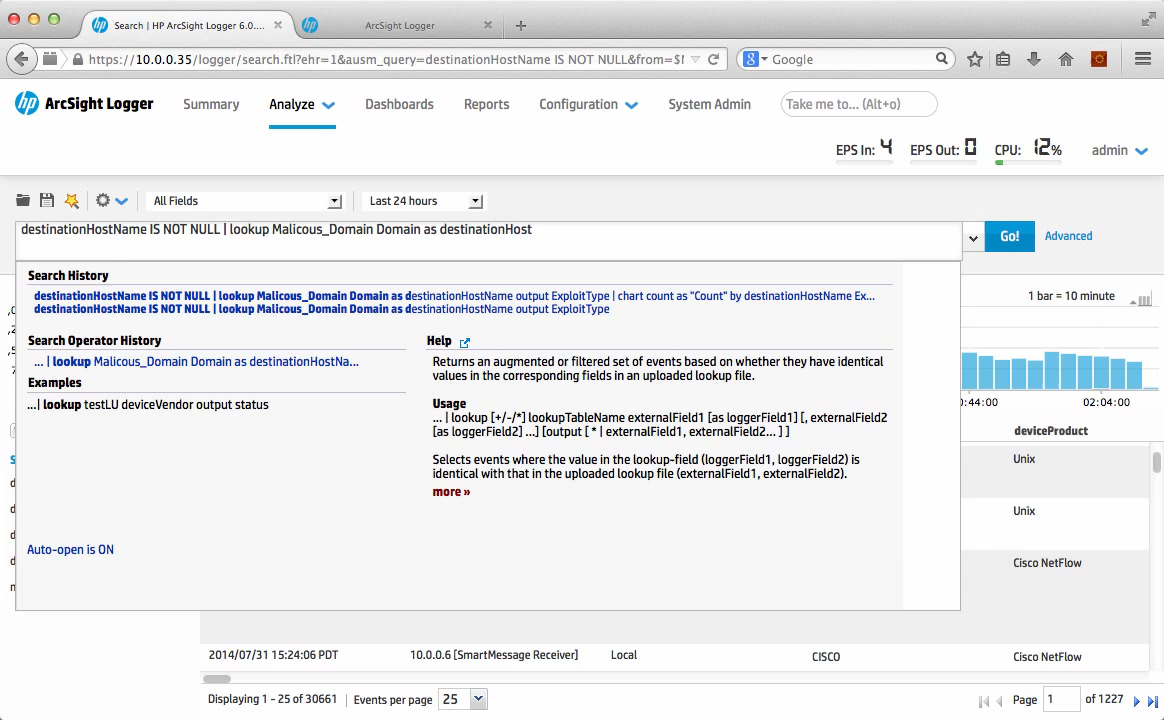 Search | HP ArcSight Logger 6.0....
ArcSight Logger
https://10.0.0.35/logger/search.ftl?ehr=1&ausm_query=destinationHostName IS NOT NULL&from=$
Google
hp ArcSight Logger
Summary
Analyze
Dashboards
Reports
Configuration
System Admin
Take me to... (Alt+o)
EPS In: 4
EPS Out: 0
CPU: 12%
admin
All Fields
Last 24 hours
destinationHostName IS NOT NULL | lookup Malicous_Domain Domain as destinationHost
Go!
Advanced
Search History
destinationHostName IS NOT NULL | lookup Malicous_Domain Domain as destinationHostName output ExploitType | chart count as "Count" by destinationHostName Ex...
destinationHostName IS NOT NULL | lookup Malicous_Domain Domain as destinationHostName output ExploitType
1 bar = 10 minute
Search Operator History
... | lookup Malicous_Domain Domain as destinationHostNa...
Examples
...| lookup testLU deviceVendor output status
Help
Returns an augmented or filtered set of events based on whether they have identical
values in the corresponding fields in an uploaded lookup file.
Usage
... | lookup [+/-/*] lookupTableName externalField1 [as loggerField1] [, externalField2
[as loggerField2] ...] [output [ * | externalField1, externalField2... ] ]
Selects events where the value in the lookup-field (loggerField1, loggerField2) is
identical with that in the uploaded lookup file (externalField1, externalField2).
more »
Auto-open is ON
:44:00
02:04:00
deviceProduct
Unix
Unix
Cisco NetFlow
2014/07/31 15:24:06 PDT
10.0.0.6 [SmartMessage Receiver]
Local
CISCO
Cisco NetFlow
Displaying 1 - 25 of 30661
Events per page
25
Page
1
of 1227